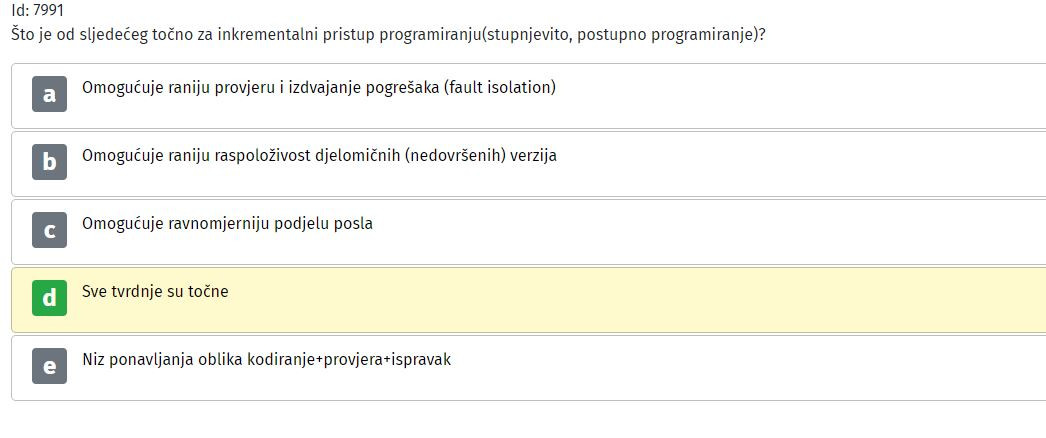 Id: 7991
Što je od sljedećeg točno za inkrementalni pristup programiranju(stupnjevito, postupno programiranje)?
a Omogućuje raniju provjeru i izdvajanje pogrešaka (fault isolation)
b Omogućuje raniju raspoloživost djelomičnih (nedovršenih) verzija
c Omogućuje ravnomjerniju podjelu posla
d Sve tvrdnje su točne
e Niz ponavljanja oblika kodiranje+provjera+ispravak